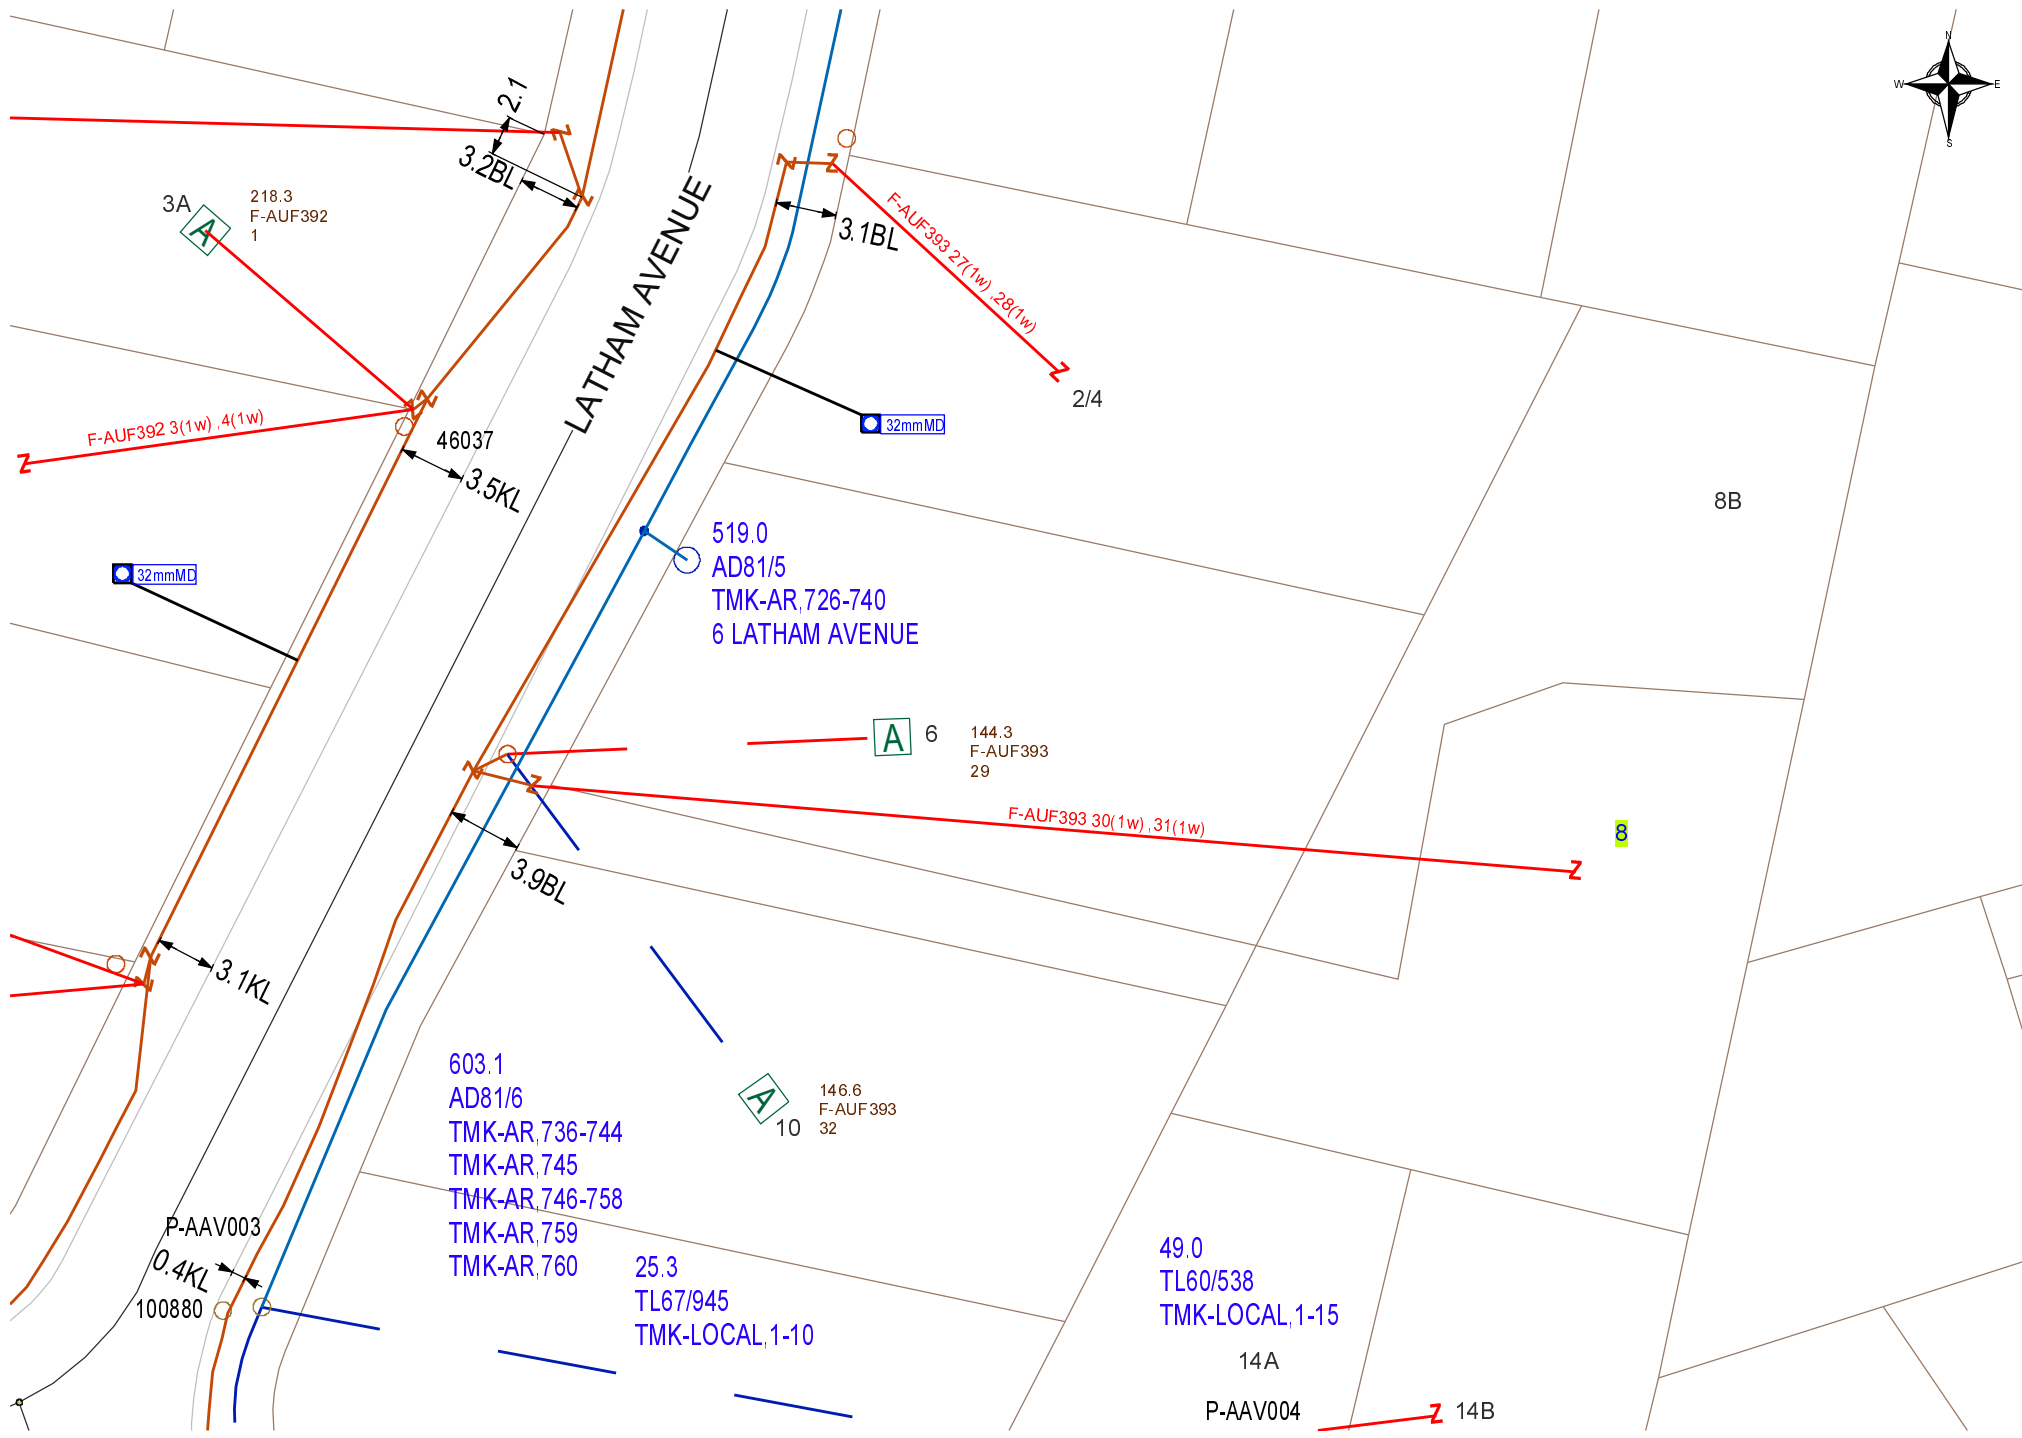 N
W
E
S
2.1
3.2BL
3A
218.3
F-AUF392
1
LATHAM AVENUE
3.1BL
F-AUF393 27(1w) ,28(1w)
2/4
F-AUF392 3(1w) ,4(1w)
46037
3.5KL
32mmMD
8B
519.0
AD81/5
TMK-AR,726-740
6 LATHAM AVENUE
32mmMD
A
A
6
144.3
F-AUF393
29
F-AUF393 30(1w) ,31(1w)
8
3.9BL
3.1KL
603.1
AD81/6
TMK-AR,736-744
TMK-AR,745
TMK-AR,746-758
TMK-AR,759
TMK-AR,760
A
10
146.6
F-AUF393
32
P-AAV003
0.4KL
100880
25.3
TL67/945
TMK-LOCAL,1-10
49.0
TL60/538
TMK-LOCAL,1-15
14A
P-AAV004
14B